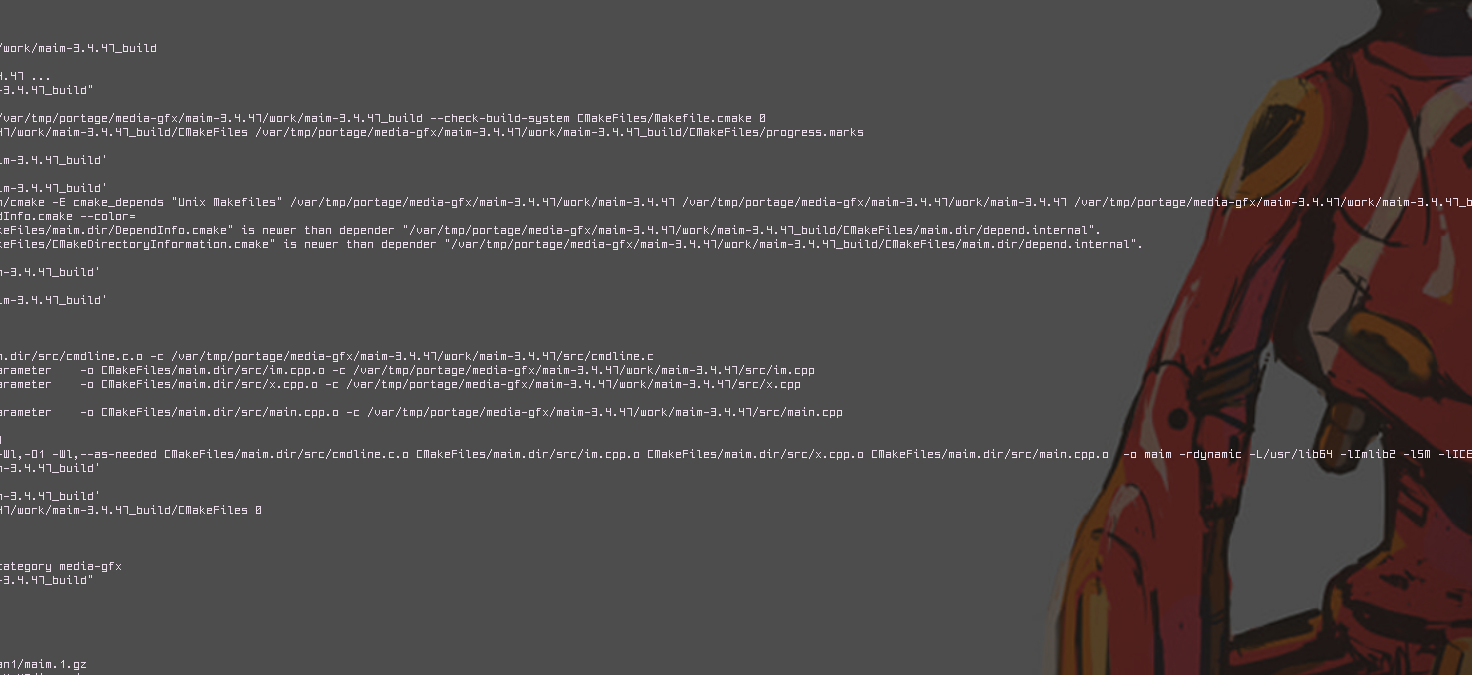 /work/maim-3.4.47_build
4.47 ...
-3.4.47_build"
/var/tmp/portage/media-gfx/maim-3.4.47/work/maim-3.4.47_build --check-build-system CMakeFiles/Makefile.cmake 0
47/work/maim-3.4.47_build/CMakeFiles /var/tmp/portage/media-gfx/maim-3.4.47/work/maim-3.4.47_build/CMakeFiles/progress.marks
im-3.4.47_build'
im-3.4.47_build'
n/cmake -E cmake_depends "Unix Makefiles" /var/tmp/portage/media-gfx/maim-3.4.47/work/maim-3.4.47 /var/tmp/portage/media-gfx/maim-3.4.47/work/maim-3.4.47 /var/tmp/portage/media-gfx/maim-3.4.47/work/maim-3.4.47_b
dInfo.cmake --color=
keFiles/maim.dir/DependInfo.cmake" is newer than depender "/var/tmp/portage/media-gfx/maim-3.4.47/work/maim-3.4.47_build/CMakeFiles/maim.dir/depend.internal".
keFiles/CMakeDirectoryInformation.cmake" is newer than depender "/var/tmp/portage/media-gfx/maim-3.4.47/work/maim-3.4.47_build/CMakeFiles/maim.dir/depend.internal".
m-3.4.47_build'
im-3.4.47_build'
m.dir/src/cmdline.c.o -c /var/tmp/portage/media-gfx/maim-3.4.47/work/maim-3.4.47/src/cmdline.c
arameter    -o CMakeFiles/maim.dir/src/im.cpp.o -c /var/tmp/portage/media-gfx/maim-3.4.47/work/maim-3.4.47/src/im.cpp
arameter    -o CMakeFiles/maim.dir/src/x.cpp.o -c /var/tmp/portage/media-gfx/maim-3.4.47/work/maim-3.4.47/src/x.cpp
arameter    -o CMakeFiles/maim.dir/src/main.cpp.o -c /var/tmp/portage/media-gfx/maim-3.4.47/work/maim-3.4.47/src/main.cpp
-Wl,-O1 -Wl,--as-needed CMakeFiles/maim.dir/src/cmdline.c.o CMakeFiles/maim.dir/src/im.cpp.o CMakeFiles/maim.dir/src/x.cpp.o CMakeFiles/maim.dir/src/main.cpp.o  -o maim -rdynamic -L/usr/lib64 -lImlib2 -lSM -lICE
m-3.4.47_build'
m-3.4.47_build'
47/work/maim-3.4.47_build/CMakeFiles 0
category media-gfx
-3.4.47_build"
an1/maim.1.gz